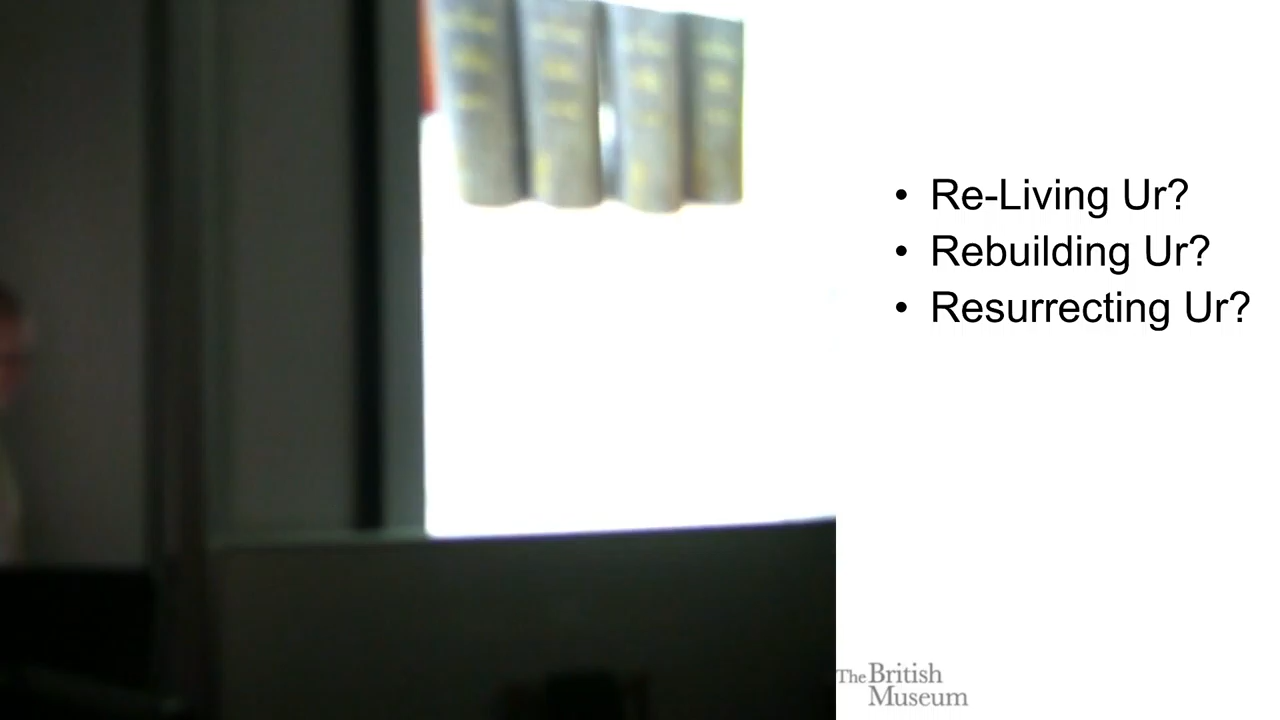 • Re-Living Ur?
• Rebuilding Ur?
• Resurrecting Ur?
The British
Museum